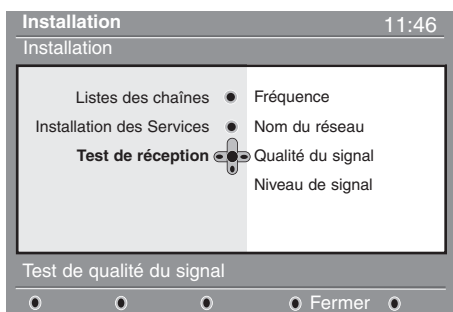 Installation 11:46
Installation
Listes des chaînes Fréquence
Installation des Services Nom du réseau
Test de réception Qualité du signal
Niveau de signal
Test de qualité du signal
Fermer